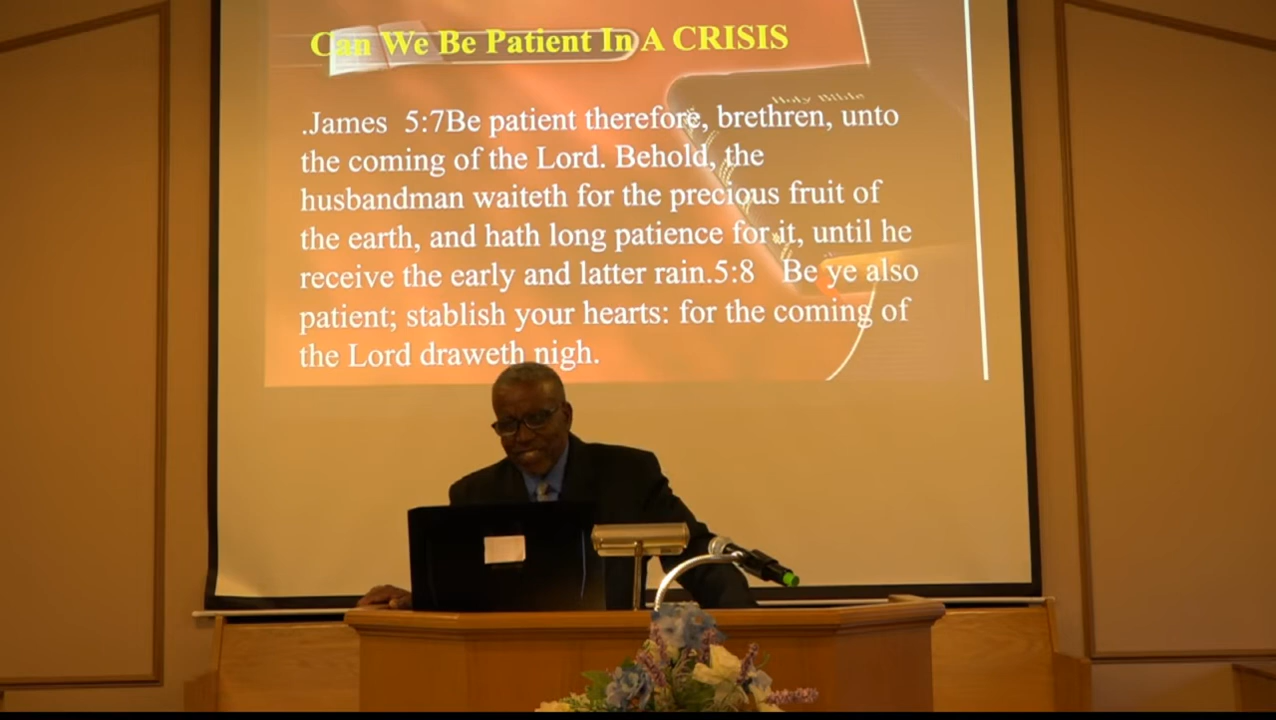 Can We Be Patient In A CRISIS
Holy Bible
.James 5:7Be patient therefore, brethren, unto
the coming of the Lord. Behold, the
husbandman waiteth for the precious fruit of
the earth, and hath long patience for it, until he
receive the early and latter rain.5:8 Be ye also
patient; stablish your hearts: for the coming of
the Lord draweth nigh.